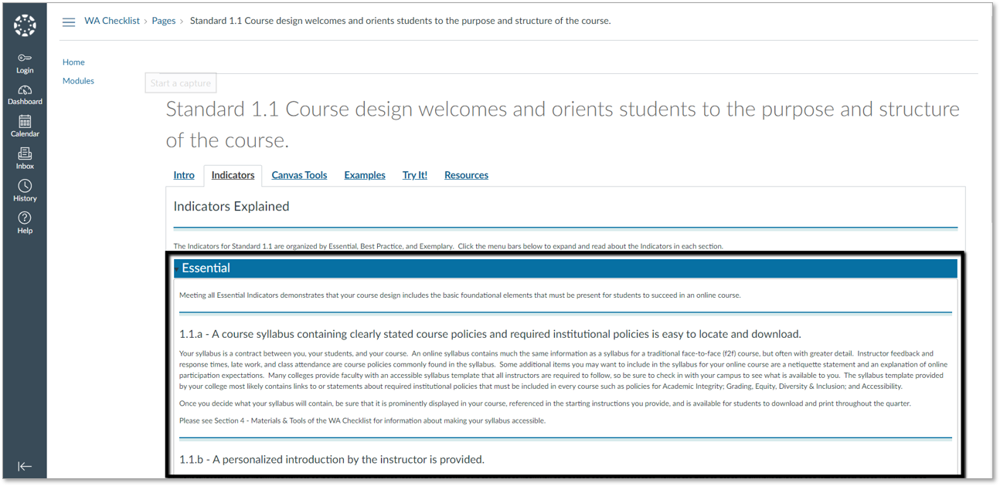 WA Checklist › Pages › Standard 1.1 Course design welcomes and orients students to the purpose and structure of the course.
Login
Dashboard
Calendar
Inbox
History
Help
Home
Modules
Start a capture
Standard 1.1 Course design welcomes and orients students to the purpose and structure
of the course.
Intro Indicators Canvas Tools Examples Try It! Resources
Indicators Explained
The Indicators for Standard 1.1 are organized by Essential, Best Practice, and Exemplary. Click the menu bars below to expand and read about the Indicators in each section.
Essential
Meeting all Essential Indicators demonstrates that your course design includes the basic foundational elements that must be present for students to succeed in an online course.
1.1.a - A course syllabus containing clearly stated course policies and required institutional policies is easy to locate and download.
Your syllabus is a contract between you, your students, and your course. An online syllabus contains much the same information as a syllabus for a traditional face-to-face (f2f) course, but often with greater detail. Instructor feedback and
response times, late work, and class attendance are course policies commonly found in the syllabus. Some additional items you may want to include in the syllabus for your online course are a netiquette statement and an explanation of online
participation expectations. Many colleges provide faculty with an accessible syllabus template that all instructors are required to follow, so be sure to check in with your campus to see what is available to you. The syllabus template provided
by your college most likely contains links to or statements about required institutional policies that must be included in every course such as policies for Academic Integrity; Grading, Equity, Diversity & Inclusion; and Accessibility.
Once you decide what your syllabus will contain, be sure that it is prominently displayed in your course, referenced in the starting instructions you provide, and is available for students to download and print throughout the quarter.
Please see Section 4 - Materials & Tools of the WA Checklist for information about making your syllabus accessible.
1.1.b - A personalized introduction by the instructor is provided.